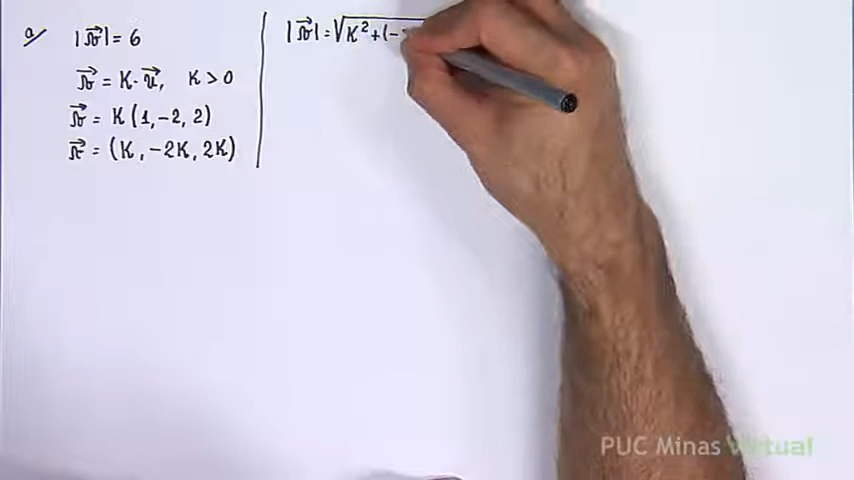 a/
|v⃗| = 6
v⃗ = K · u⃗, K > 0
v⃗ = K (1, -2, 2)
v⃗ = (K, -2K, 2K)
|v⃗| = √K² + (-
PUC Minas Virtual